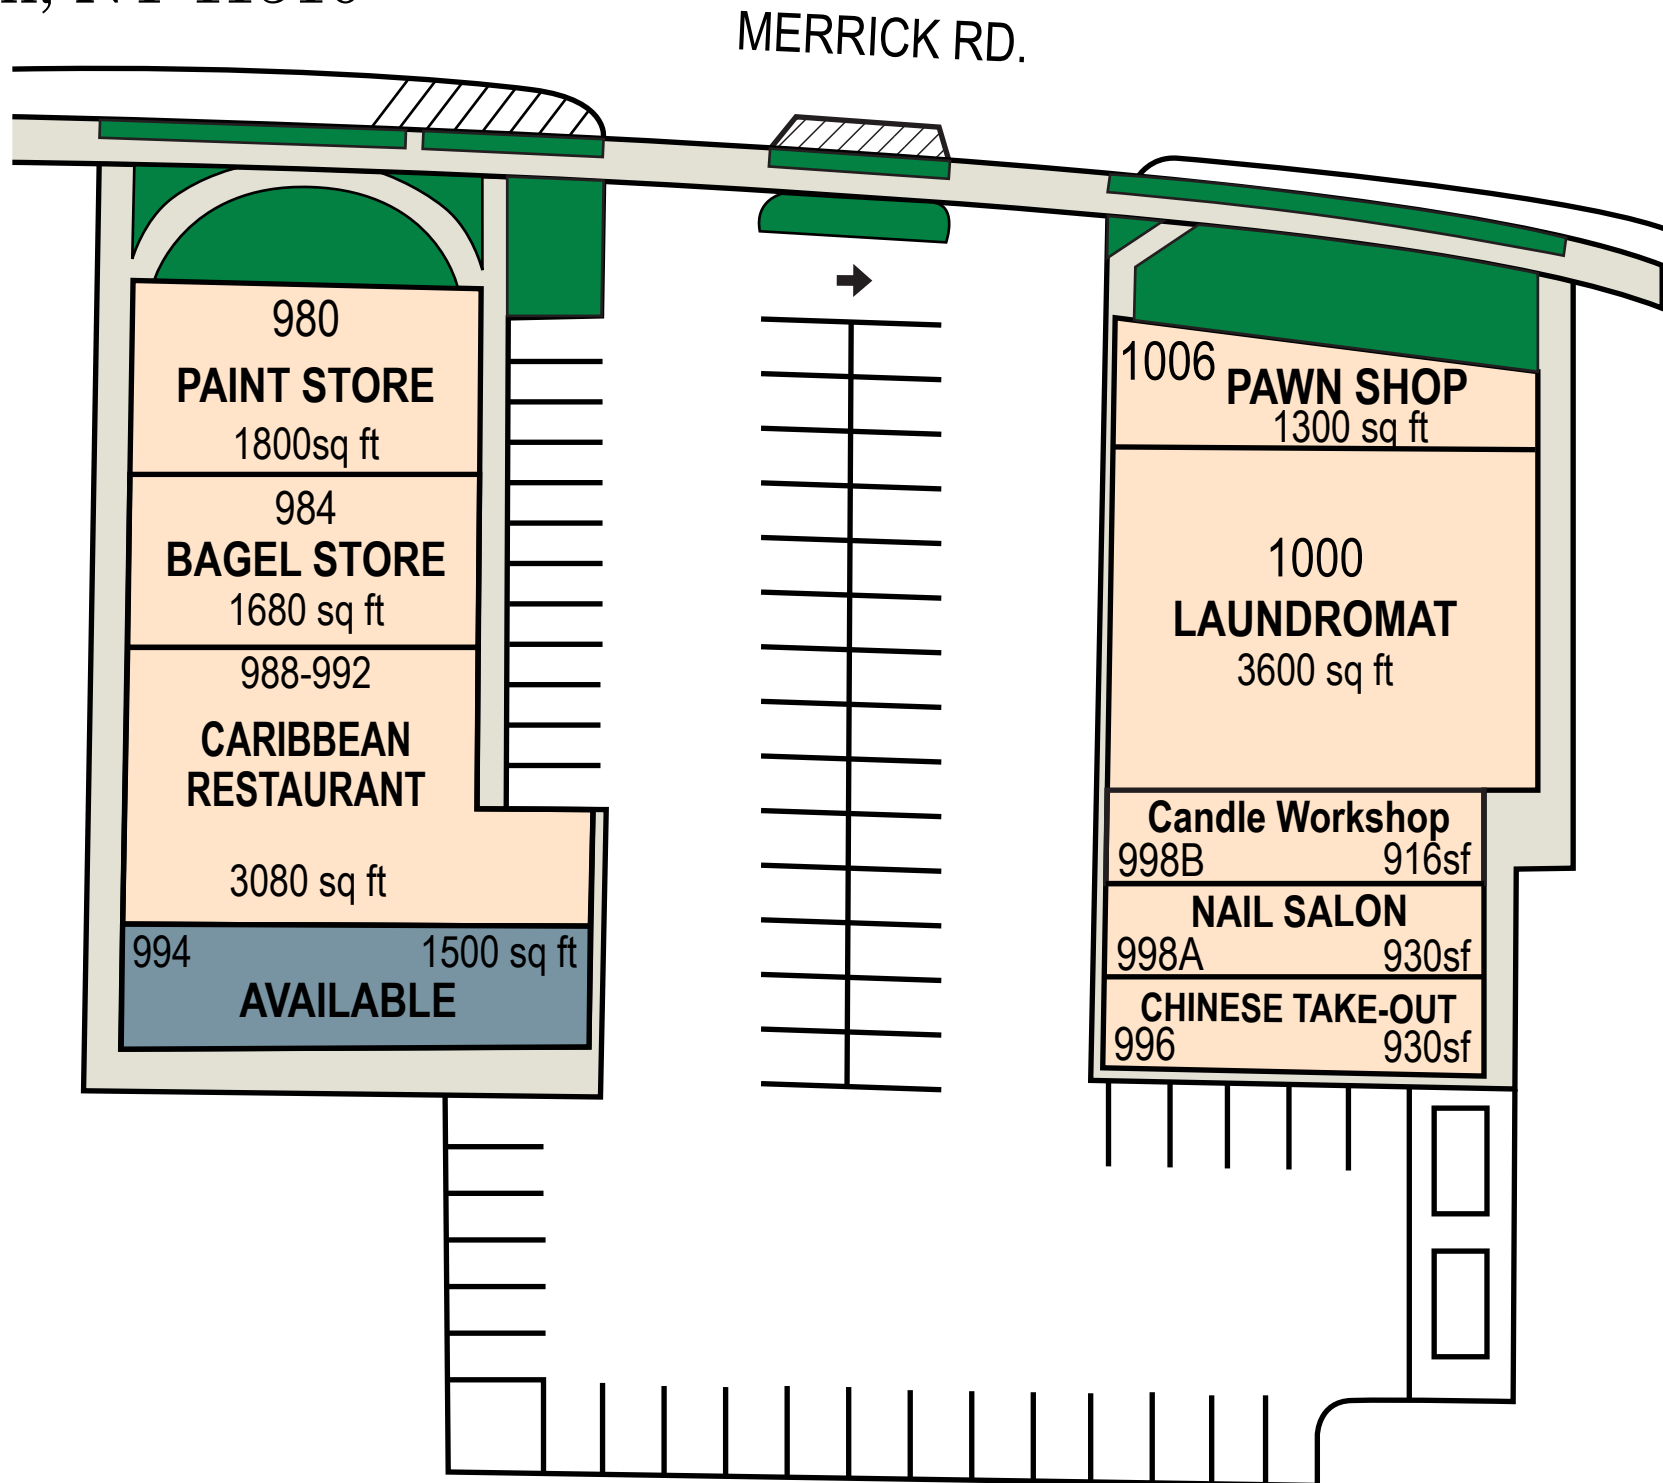 NY 11510
MERRICK RD.
980
PAINT STORE
1800sq ft
984
BAGEL STORE
1680 sq ft
988-992
CARIBBEAN
RESTAURANT
3080 sq ft
994 1500 sq ft
AVAILABLE
1006 PAWN SHOP
1300 sq ft
1000
LAUNDROMAT
3600 sq ft
Candle Workshop
998B 916sf
NAIL SALON
998A 930sf
CHINESE TAKE-OUT
996 930sf